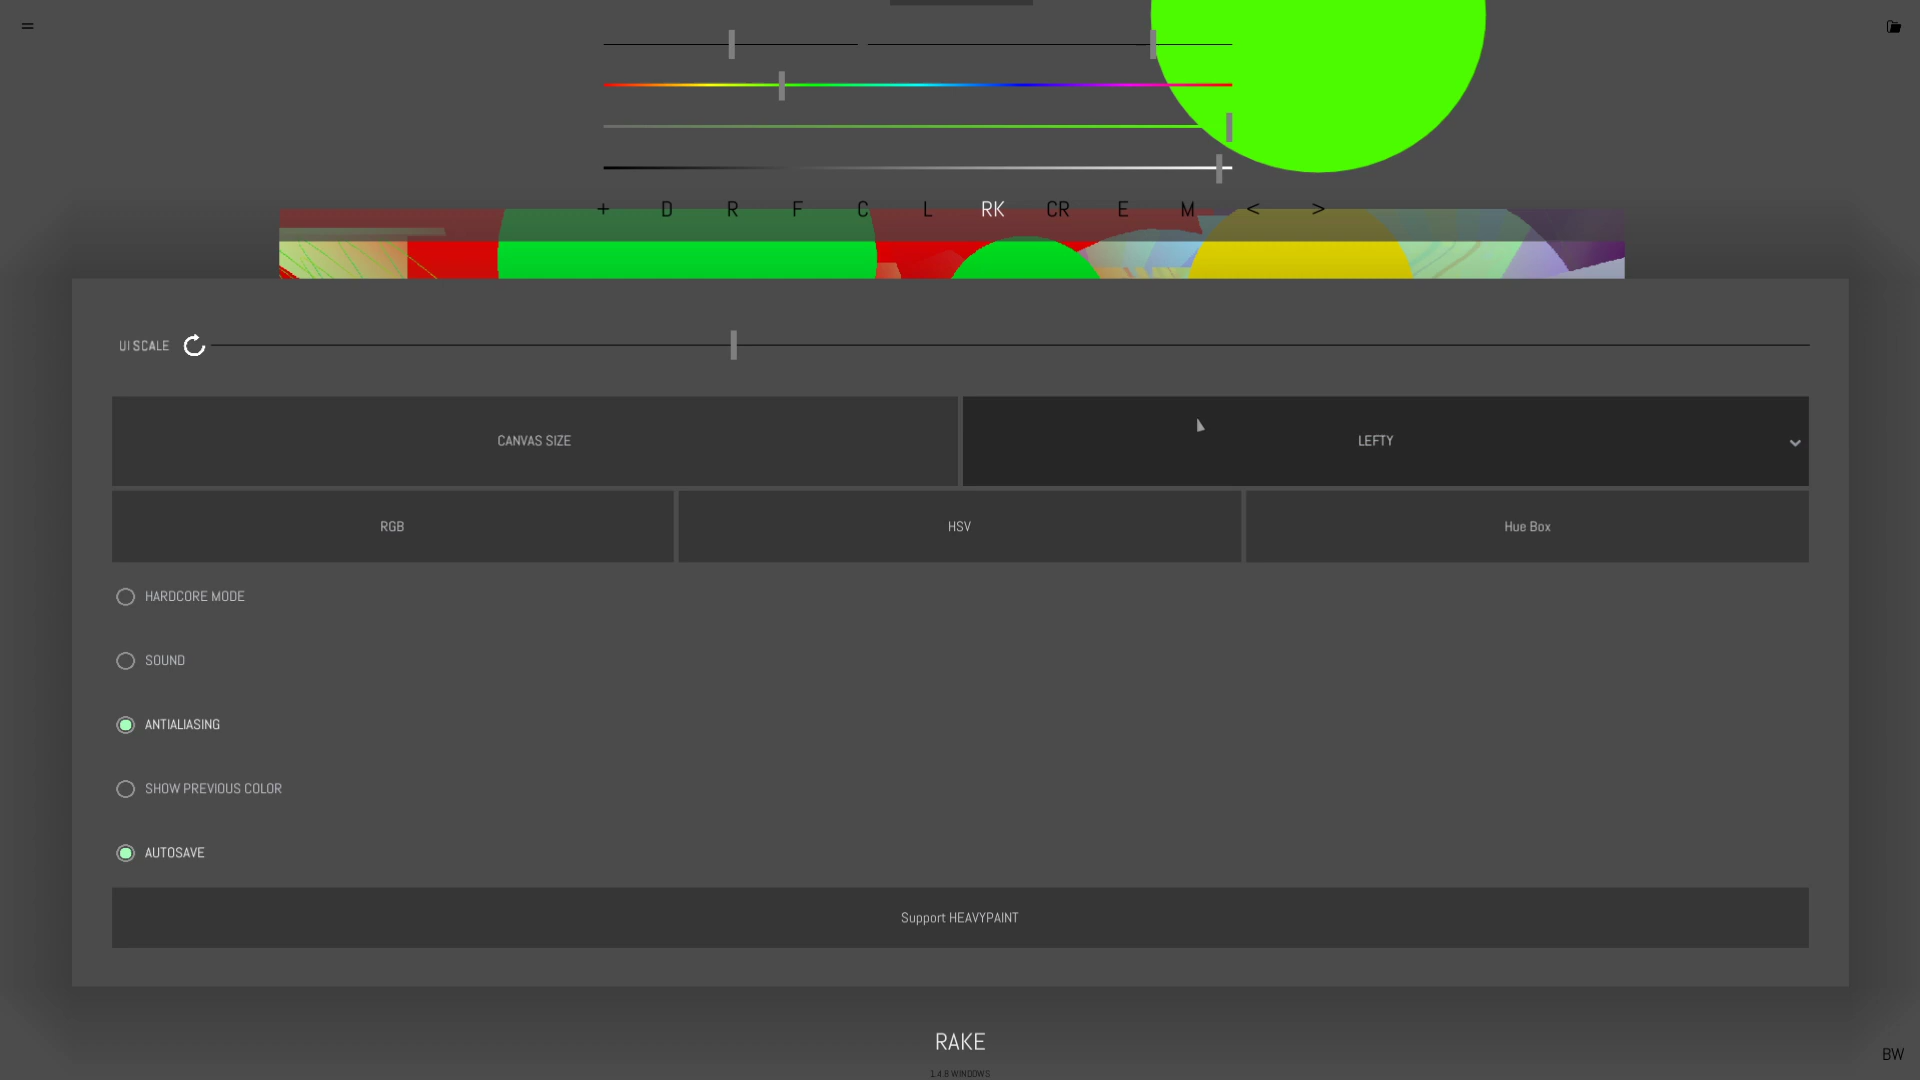 + D R F C L RK CR E M < >
UI SCALE
CANVAS SIZE
LEFTY
RGB
HSV
Hue Box
HARDCORE MODE
SOUND
ANTIALIASING
SHOW PREVIOUS COLOR
AUTOSAVE
Support HEAVYPAINT
RAKE
BW
1.4.8 WINDOWS